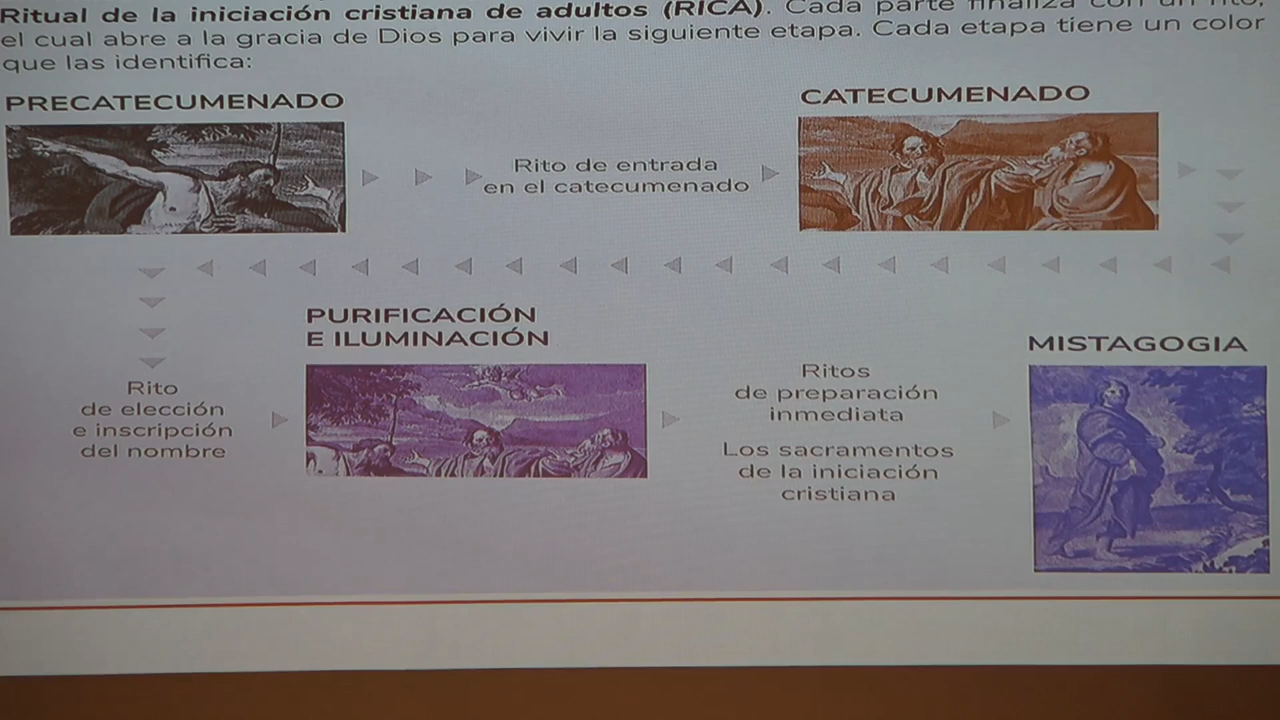 Ritual de la iniciación cristiana de adultos (RICA). Cada parte finaliza con un rito,
el cual abre a la gracia de Dios para vivir la siguiente etapa. Cada etapa tiene un color
que las identifica:
PRECATECUMENADO
Rito de entrada
en el catecumenado
CATECUMENADO
Rito
de elección
e inscripción
del nombre
PURIFICACIÓN
E ILUMINACIÓN
Ritos
de preparación
inmediata
Los sacramentos
de la iniciación
cristiana
MISTAGOGIA